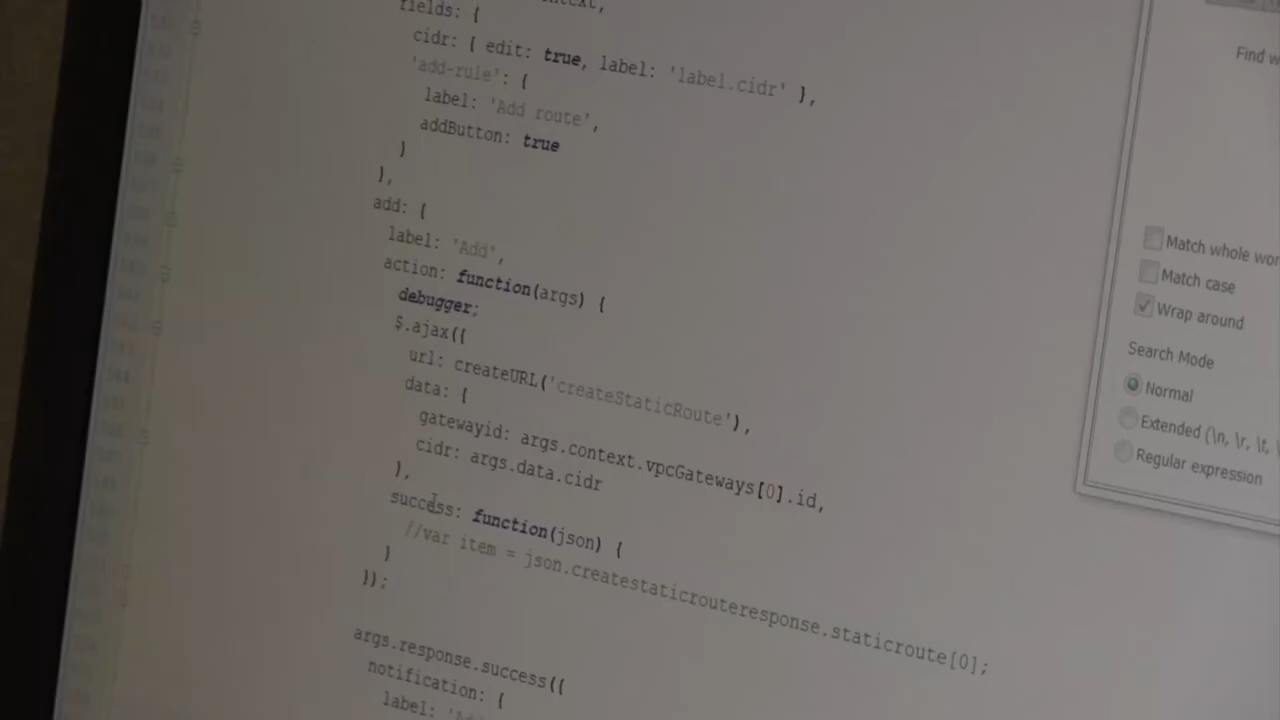 fields: {
cidr: { edit: true, label: 'label.cidr' },
'add-rule': {
label: 'Add route',
addButton: true
}
},
add: {
label: 'Add',
action: function(args) {
debugger;
$.ajax({
url: createURL('createStaticRoute'),
data: {
gatewayid: args.context.vpcGateways[0].id,
cidr: args.data.cidr
},
success: function(json) {
//var item = json.createstaticrouteresponse.staticroute[0];
}
});
args.response.success({
notification: {
label:
Find
Match whole
Match case
Wrap around
Search Mode
Normal
Extended (\n, \r, \t,
Regular expression